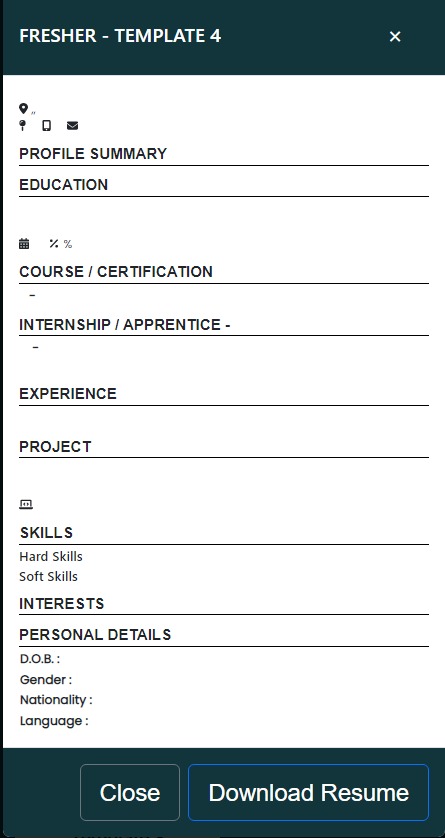 FRESHER - TEMPLATE 4
×
,,
PROFILE SUMMARY
EDUCATION
%
COURSE / CERTIFICATION
–
INTERNSHIP / APPRENTICE -
–
EXPERIENCE
PROJECT
SKILLS
Hard Skills
Soft Skills
INTERESTS
PERSONAL DETAILS
D.O.B. :
Gender :
Nationality :
Language :
Close
Download Resume